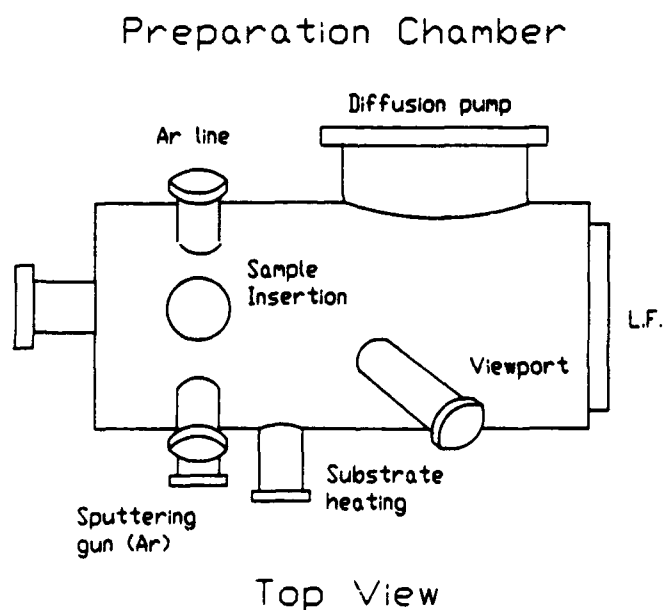 Preparation Chamber
Diffusion pump
Ar line
Sample
Insertion
L.F.
Viewport
Substrate
heating
Sputtering
gun (Ar)
Top View